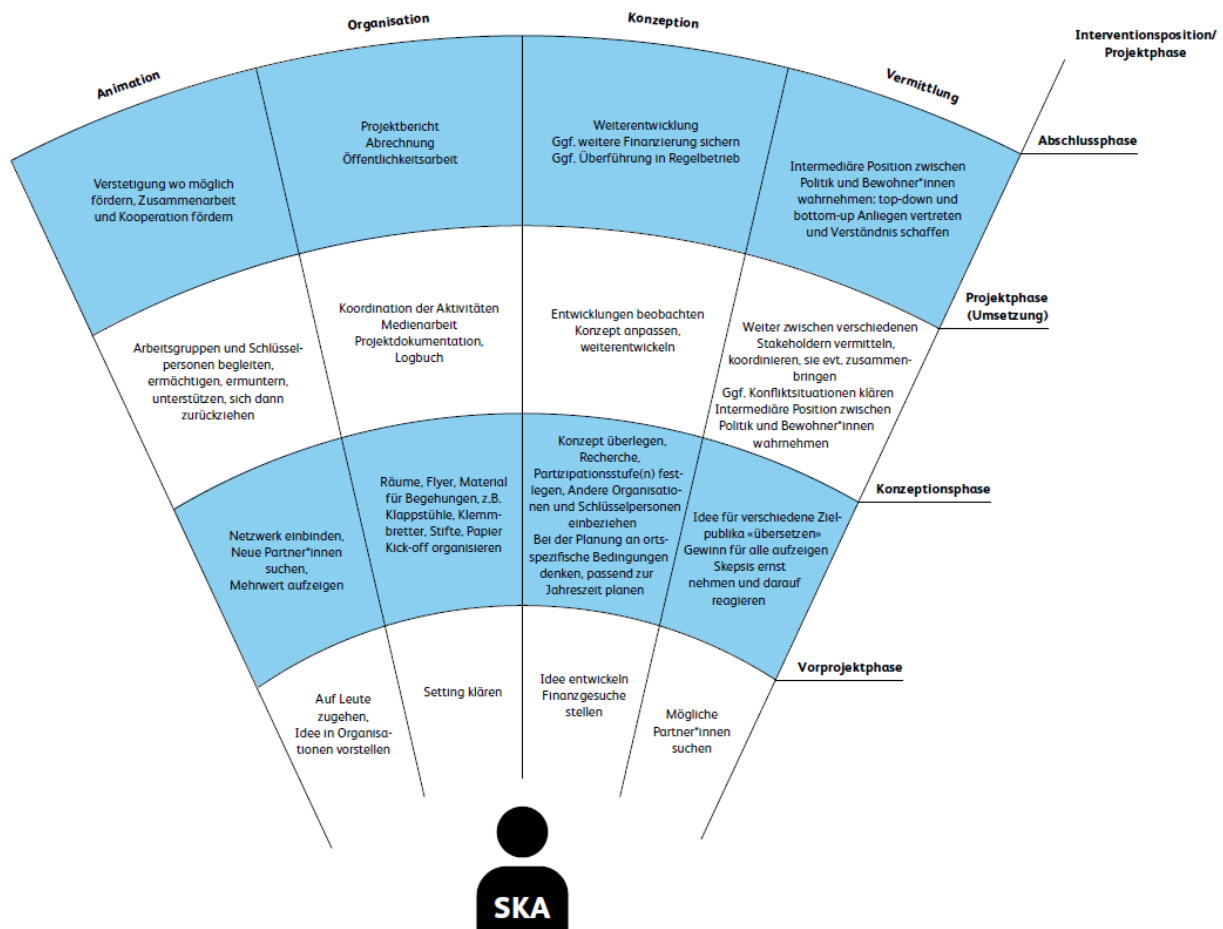 Organisation
Konzeption
Interventionsposition/
Projektphase
Animation
Vermittlung
Abschlussphase
Verstetigung wo möglich
fördern, Zusammenarbeit
und Kooperation fördern
Projektbericht
Abrechnung
Öffentlichkeitsarbeit
Weiterentwicklung
Ggf. weitere Finanzierung sichern
Ggf. Überführung in Regelbetrieb
Intermediäre Position zwischen
Politik und Bewohner*innen
wahrnehmen: top-down und
bottom-up Anliegen vertreten
und Verständnis schaffen
Projektphase
(Umsetzung)
Arbeitsgruppen und Schlüssel-
personen begleiten,
ermächtigen, ermuntern,
unterstützen, sich dann
zurückziehen
Koordination der Aktivitäten
Medienarbeit
Projektdokumentation,
Logbuch
Entwicklungen beobachten
Konzept anpassen,
weiterentwickeln
Weiter zwischen verschiedenen
Stakeholdern vermitteln,
koordinieren, sie evt. zusammen-
bringen
Ggf. Konfliktsituationen klären
Intermediäre Position zwischen
Politik und Bewohner*innen
wahrnehmen
Konzeptionsphase
Netzwerk einbinden,
Neue Partner*innen
suchen,
Mehrwert aufzeigen
Räume, Flyer, Material
für Begehungen, z.B.
Klappstühle, Klemm-
bretter, Stifte, Papier
Kick-off organisieren
Konzept überlegen,
Recherche,
Partizipationsstufe(n) fest-
legen, Andere Organisatio-
nen und Schlüsselpersonen
einbeziehen
Bei der Planung an orts-
spezifische Bedingungen
denken, passend zur
Jahreszeit planen
Idee für verschiedene Ziel-
publika «übersetzen»
Gewinn für alle aufzeigen
Skepsis ernst
nehmen und darauf
reagieren
Vorprojektphase
Auf Leute
zugehen,
Idee in Organisa-
tionen vorstellen
Setting klären
Idee entwickeln
Finanzgesuche
stellen
Mögliche
Partner*innen
suchen
SKA